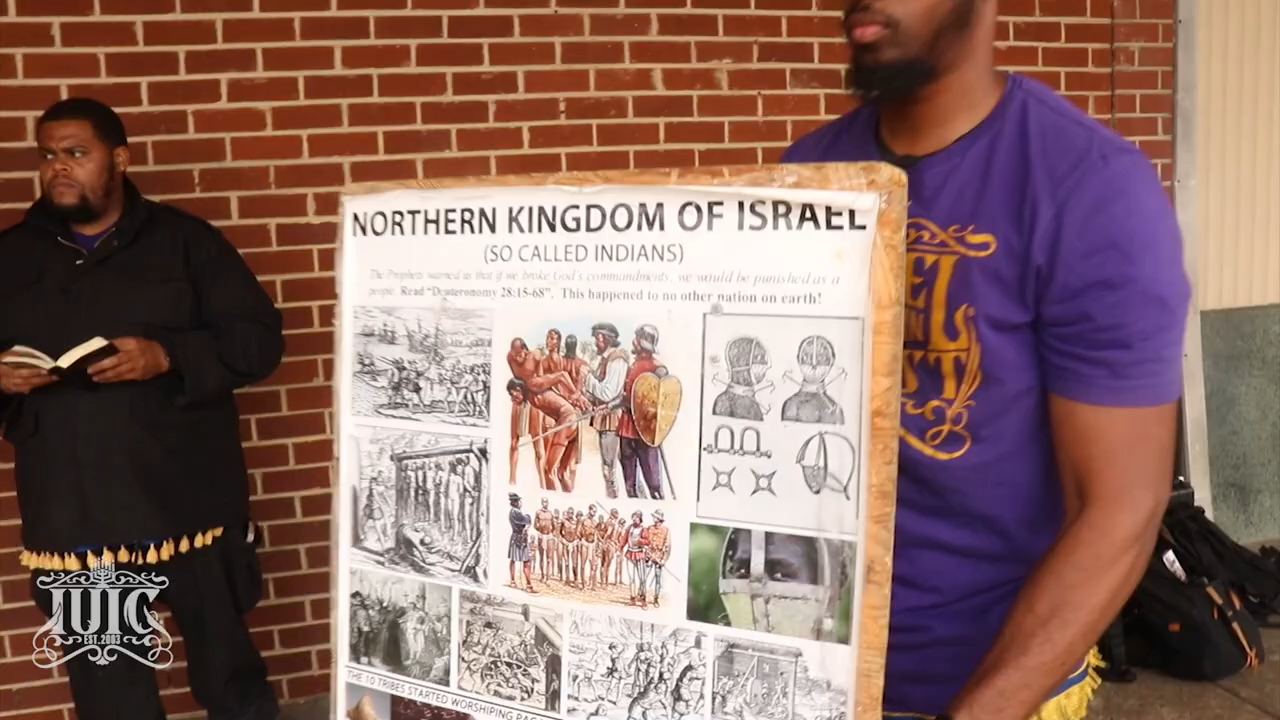 NORTHERN KINGDOM OF ISRAEL
(SO CALLED INDIANS)
The Prophets warned us that if we broke God's commandments, we would be punished as a
people. Read "Deuteronomy 28:15-68". This happened to no other nation on earth!
THE 10 TRIBES STARTED WORSHIPING
IUIC
EST. 2003